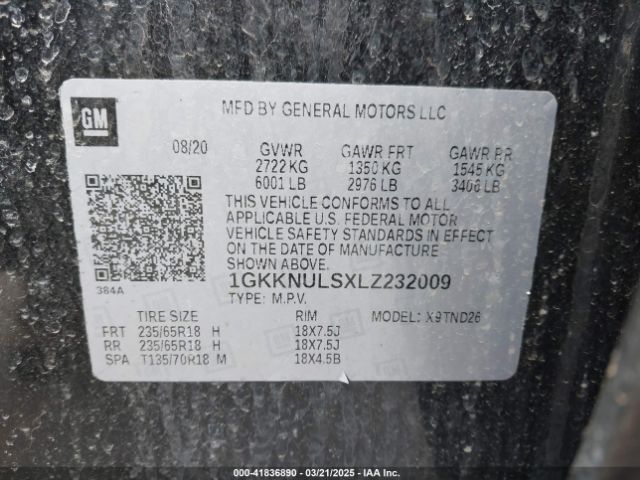 GM
MFD BY GENERAL MOTORS LLC
08/20 GVWR GAWR FRT GAWR RR
2722 KG 1350 KG 1545 KG
6001 LB 2976 LB 3406 LB
THIS VEHICLE CONFORMS TO ALL
APPLICABLE U.S. FEDERAL MOTOR
VEHICLE SAFETY STANDARDS IN EFFECT
ON THE DATE OF MANUFACTURE
SHOWN ABOVE.
384A
1GKKNULSXLZ232009
TYPE: M.P.V.
TIRE SIZE RIM MODEL: X9TND26
FRT 235/65R18 H 18X7.5J
RR 235/65R18 H 18X7.5J
SPA T135/70R18 M 18X4.5B
000-41836890 — 03/21/2025 — IAA Inc.